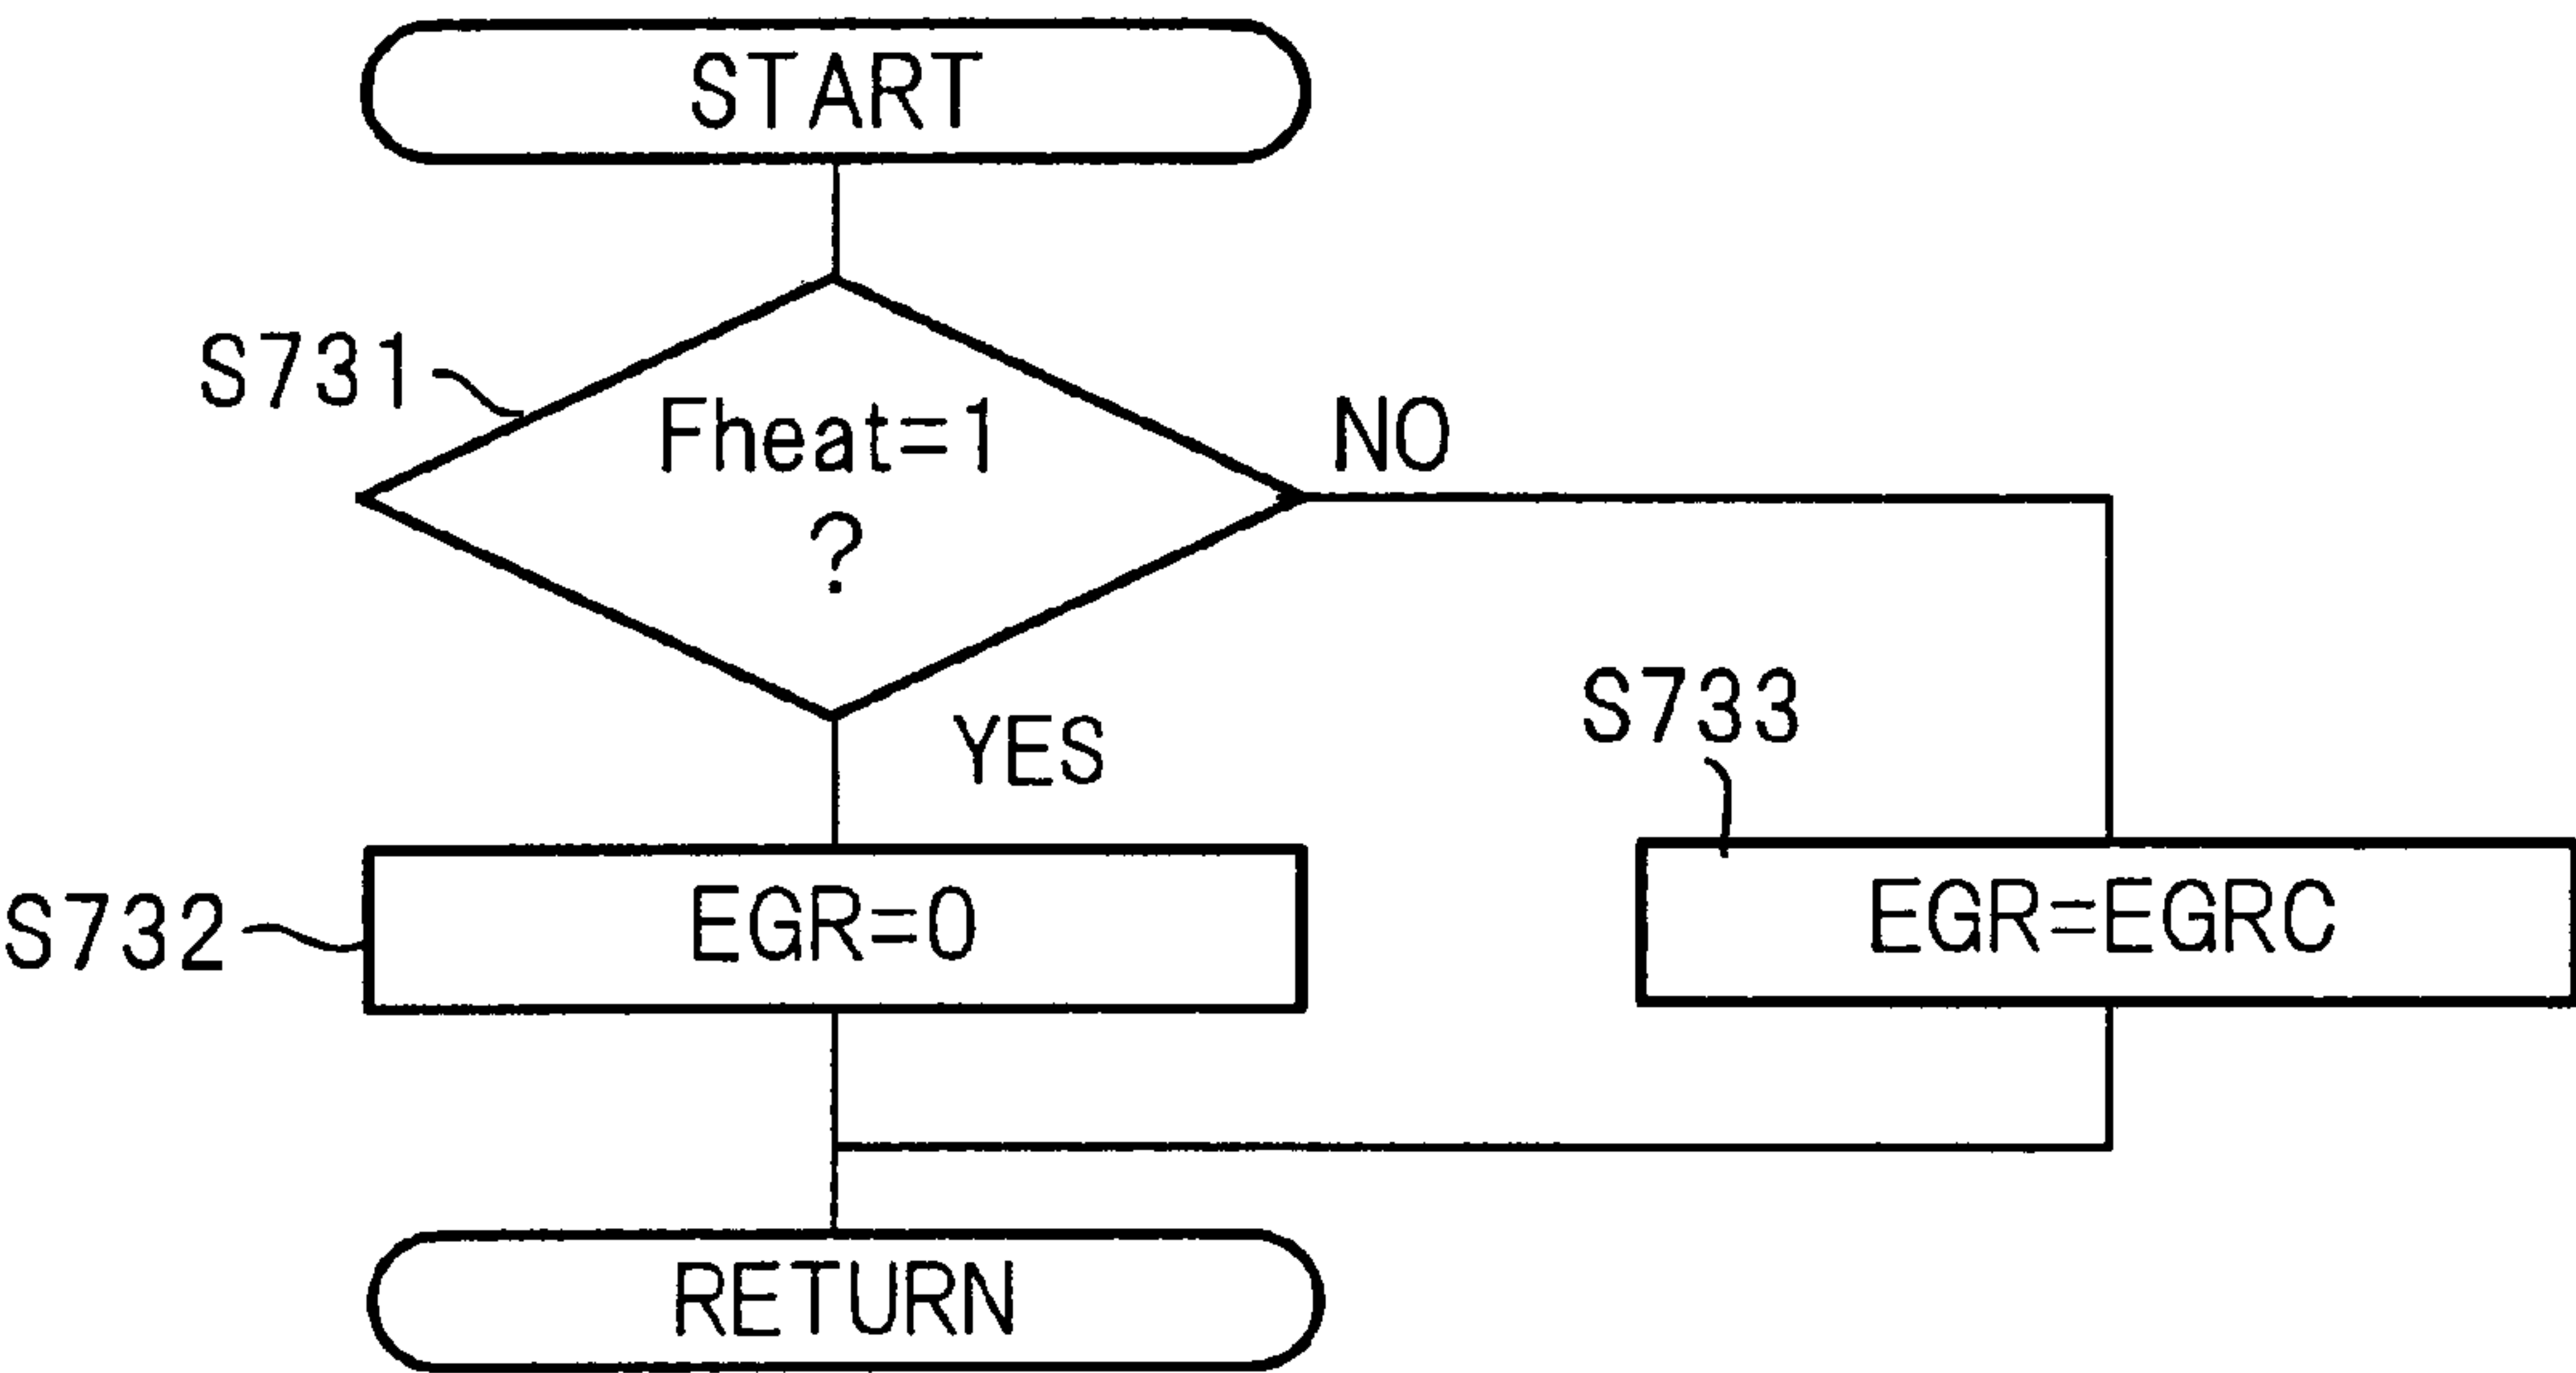 START
S731
Fheat=1
?
NO
YES
S733
S732
EGR=0
EGR=EGRC
RETURN